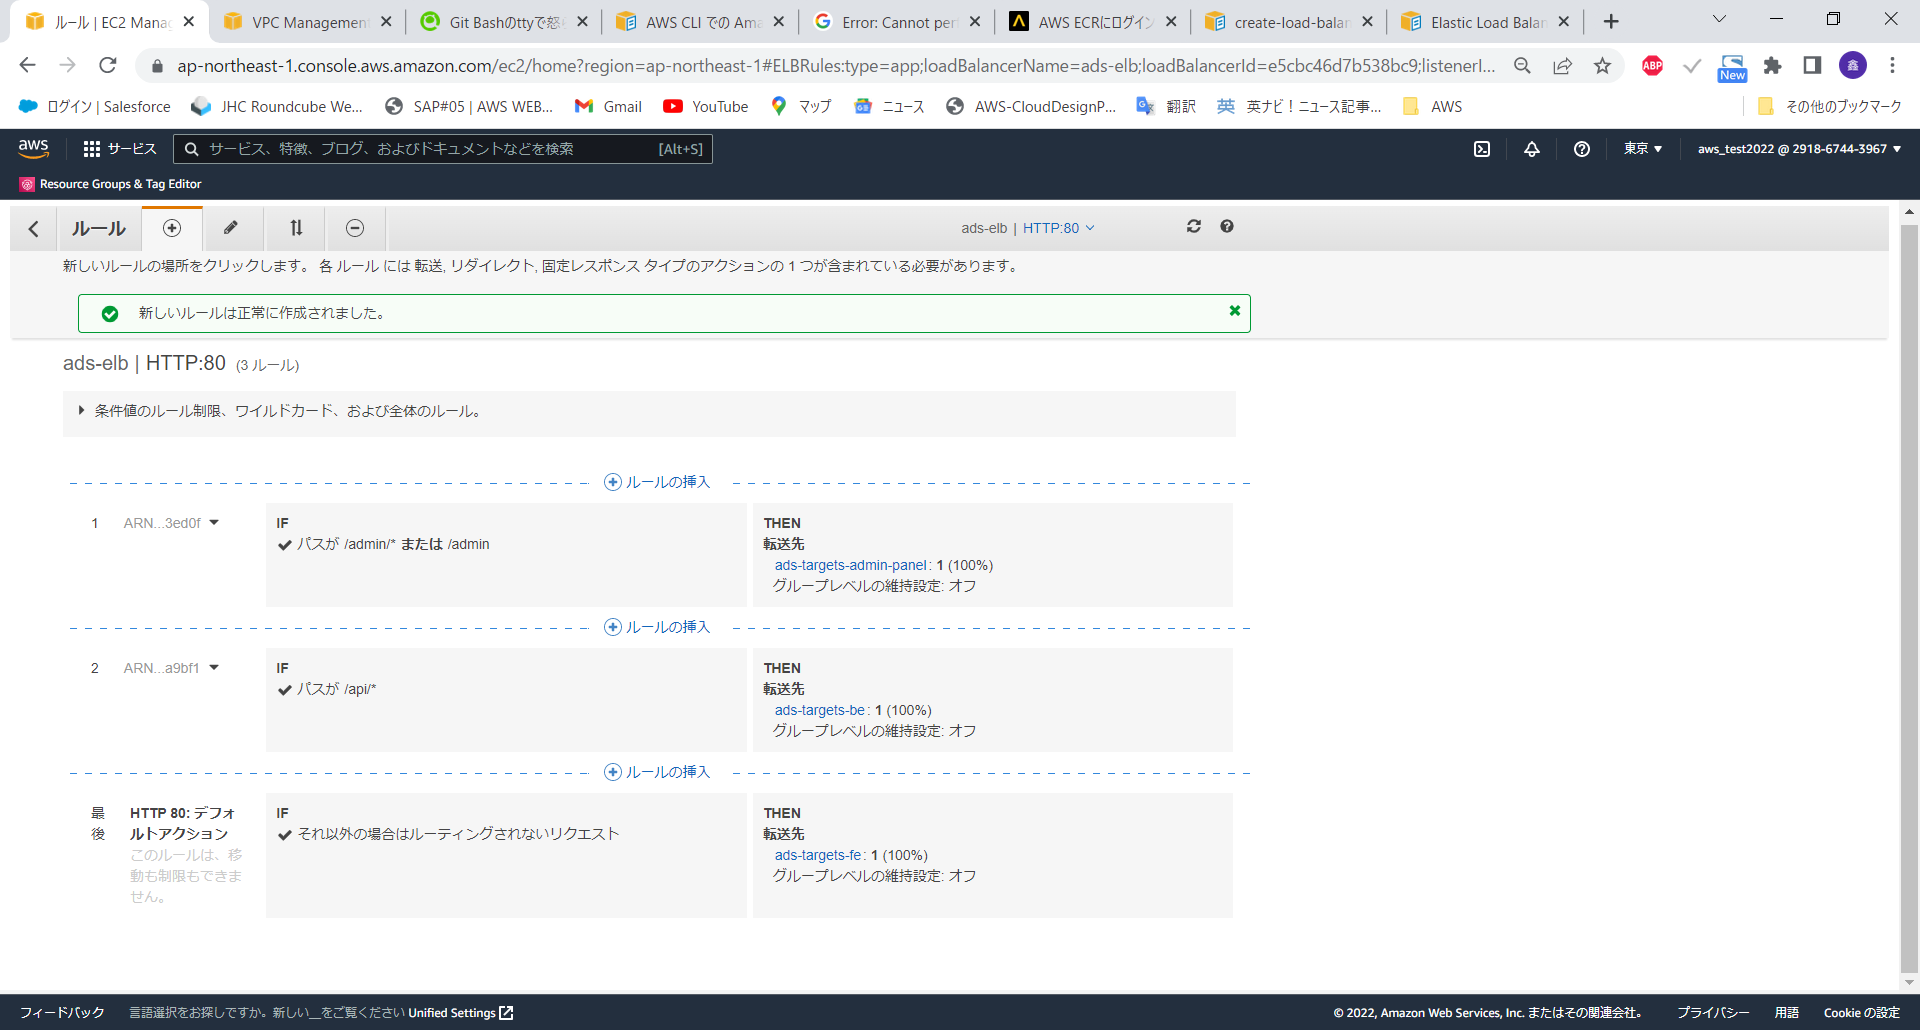 ルール | EC2 Manag
VPC Management
Git Bashのttyで怒ら
AWS CLI での Ama
Error: Cannot per
AWS ECRにログイン
create-load-balan
Elastic Load Balan
ap-northeast-1.console.aws.amazon.com/ec2/home?region=ap-northeast-1#ELBRules:type=app;loadBalancerName=ads-elb;loadBalancerId=e5cbc46d7b538bc9;listenerI...
ABP
New
鑫
ログイン | Salesforce
JHC Roundcube We...
SAP#05 | AWS WEB...
Gmail
YouTube
マップ
ニュース
AWS-CloudDesignP...
翻訳
英 英ナビ！ニュース記事...
AWS
その他のブックマーク
aws
サービス
サービス、特徴、ブログ、およびドキュメントなどを検索 [Alt+S]
東京 ▼
aws_test2022 @ 2918-6744-3967 ▼
Resource Groups & Tag Editor
ルール
ads-elb | HTTP:80
新しいルールの場所をクリックします。 各 ルール には 転送, リダイレクト, 固定レスポンス タイプのアクションの 1 つが含まれている必要があります。
新しいルールは正常に作成されました。
ads-elb | HTTP:80 (3 ルール)
条件値のルール制限、ワイルドカード、および全体のルール。
ルールの挿入
1 ARN...3ed0f
IF
パスが /admin/* または /admin
THEN
転送先
ads-targets-admin-panel: 1 (100%)
グループレベルの維持設定: オフ
ルールの挿入
2 ARN...a9bf1
IF
パスが /api/*
THEN
転送先
ads-targets-be: 1 (100%)
グループレベルの維持設定: オフ
ルールの挿入
最後
HTTP 80: デフォ
ルトアクション
このルールは、移
動も制限もできま
せん。
IF
それ以外の場合はルーティングされないリクエスト
THEN
転送先
ads-targets-fe: 1 (100%)
グループレベルの維持設定: オフ
フィードバック
言語選択をお探しですか。新しい__をご覧ください Unified Settings
© 2022, Amazon Web Services, Inc. またはその関連会社。
プライバシー
用語
Cookie の設定